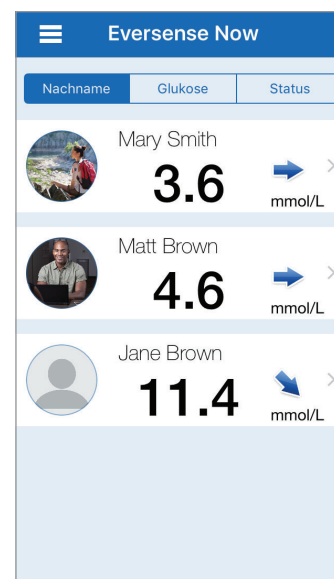 Eversense Now
Nachname Glukose Status
Mary Smith
3.6
mmol/L
Matt Brown
4.6
mmol/L
Jane Brown
11.4
mmol/L